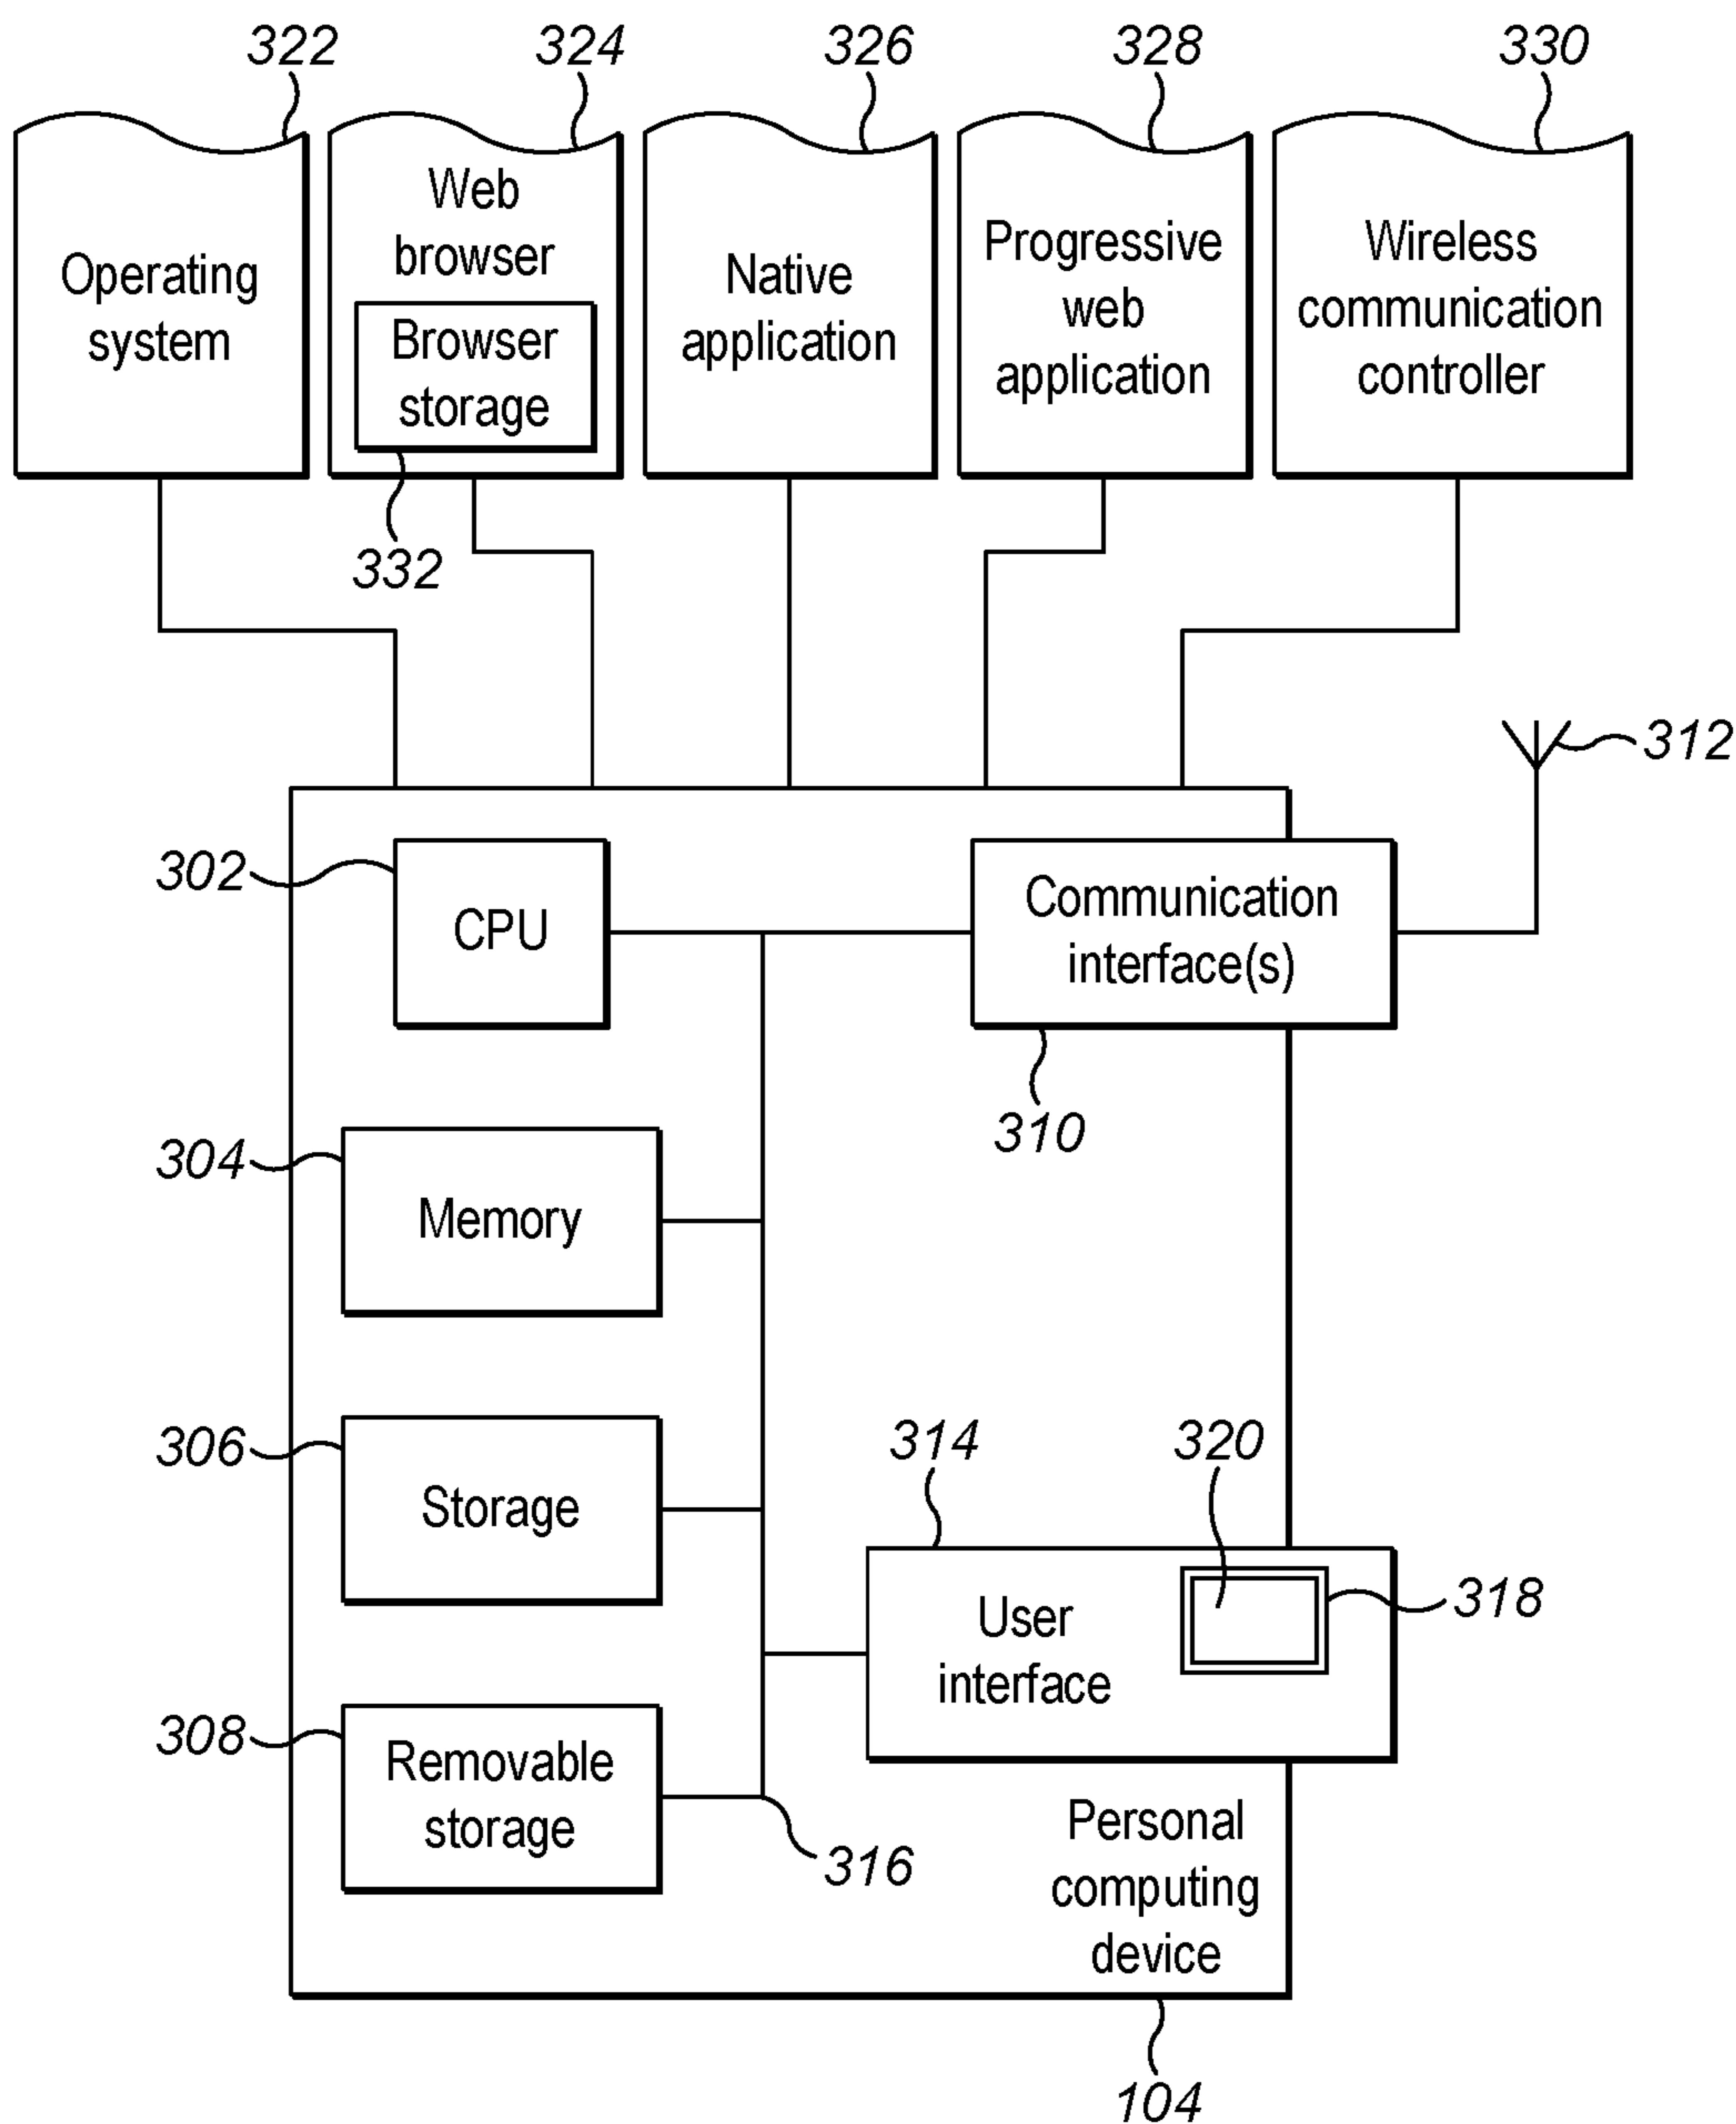 322
324
326
328
330
Operating
system
Web
browser
Browser
storage
332
Native
application
Progressive
web
application
Wireless
communication
controller
312
302
CPU
Communication
interface(s)
310
304
Memory
306
Storage
314
320
User
interface
318
308
Removable
storage
316
Personal
computing
device
104